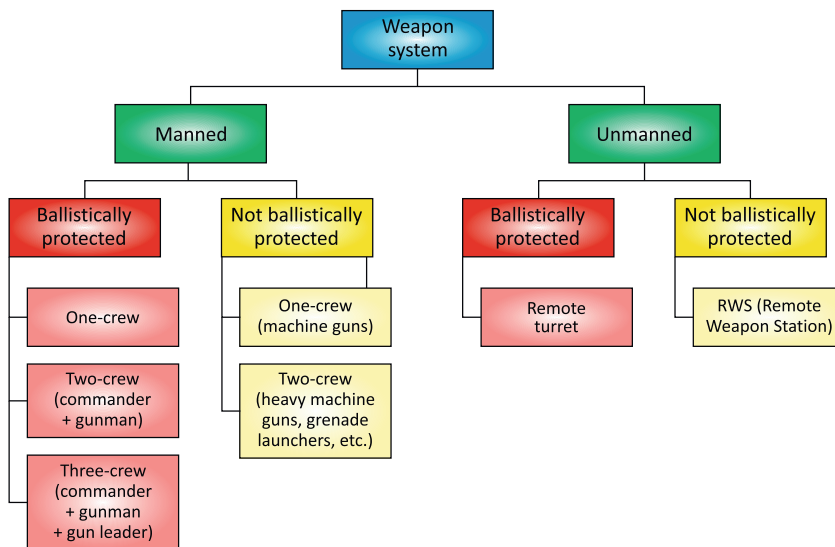 Weapon
system
Manned
Unmanned
Ballistically
protected
Not ballistically
protected
Ballistically
protected
Not ballistically
protected
One-crew
One-crew
(machine guns)
Remote
turret
RWS (Remote
Weapon Station)
Two-crew
(commander
+ gunman)
Two-crew
(heavy machine
guns, grenade
launchers, etc.)
Three-crew
(commander
+ gunman
+ gun leader)